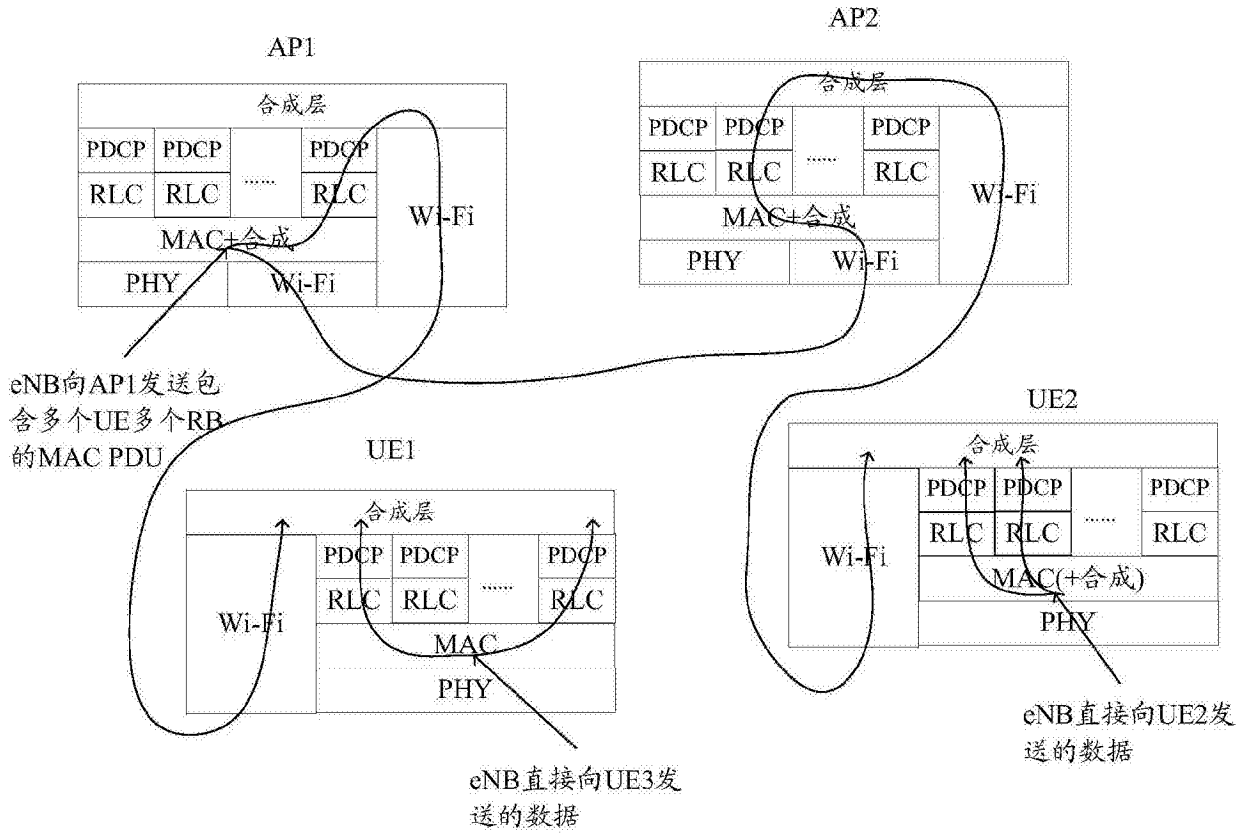 AP1
AP2
合成层
PDCP PDCP PDCP
RLC RLC …… RLC
Wi-Fi
MAC+合成
PHY Wi-Fi
合成层
PDCP PDCP PDCP
RLC RLC …… RLC
Wi-Fi
MAC+合成
PHY Wi-Fi
eNB向AP1发送包
含多个UE多个RB
的MAC PDU
UE1
合成层
Wi-Fi
PDCP PDCP PDCP
RLC RLC …… RLC
MAC
PHY
eNB直接向UE3发
送的数据
UE2
合成层
Wi-Fi
PDCP PDCP PDCP
RLC RLC …… RLC
MAC(+合成)
PHY
eNB直接向UE2发
送的数据